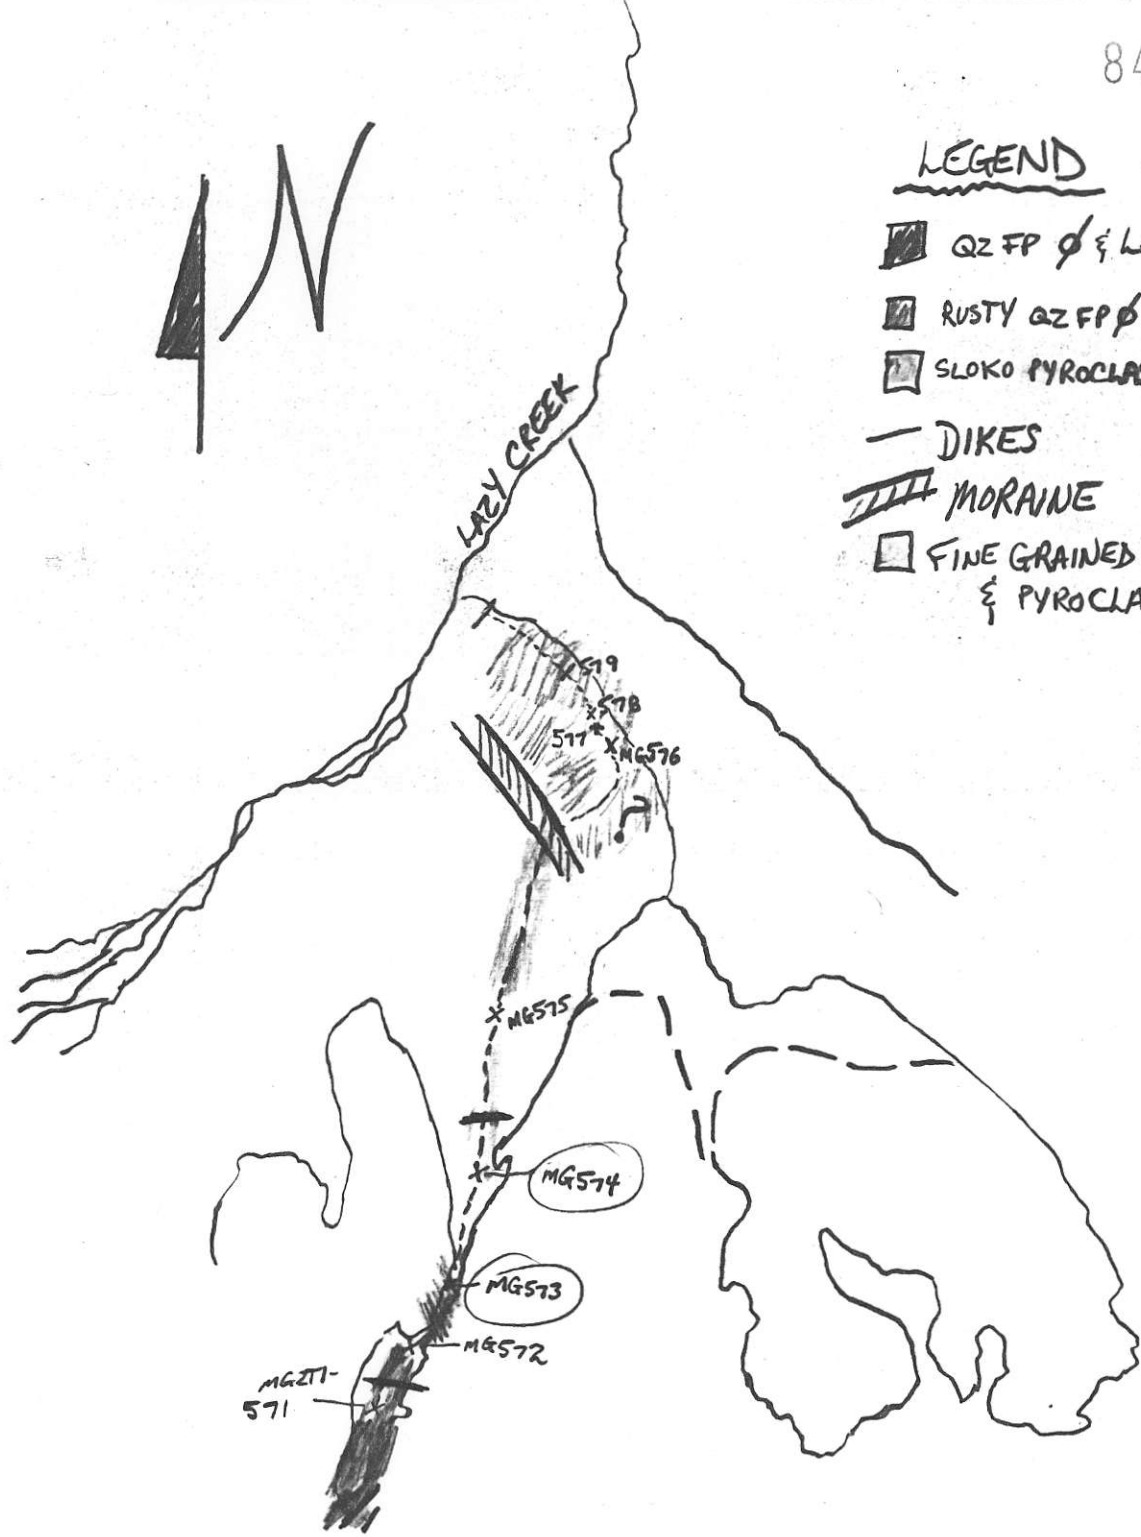 84
N
LEGEND
QZ FP Ø & L
RUSTY QZ FP Ø
SLOKO PYROCLAS
DIKES
MORAINE
FINE GRAINED
& PYROCLA
LAZY CREEK
579
578
577
MG576
?
MG575
MG574
MG573
MG572
571